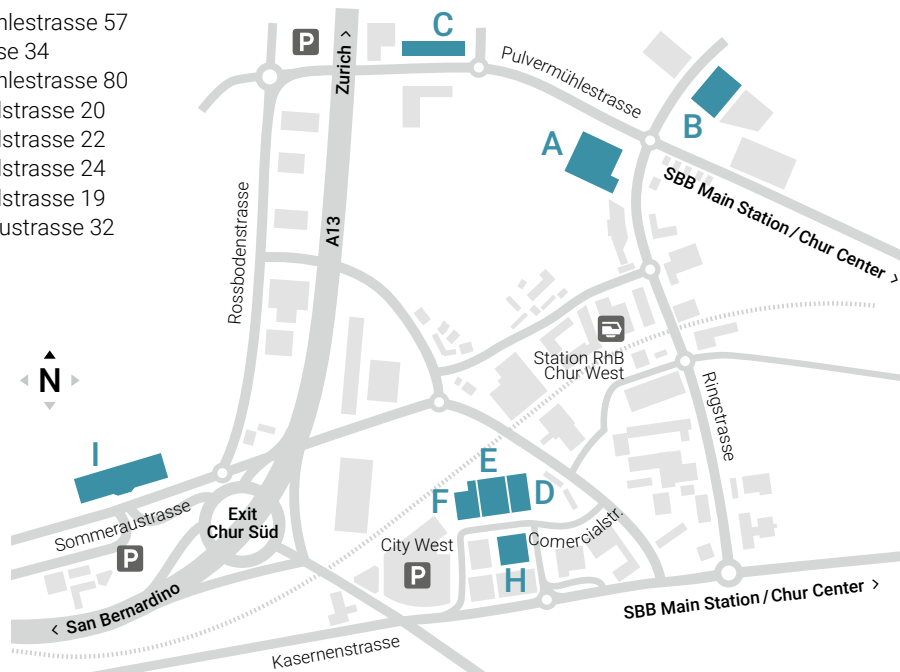 hlestrasse 57
se 34
hlestrasse 80
lstrasse 20
lstrasse 22
lstrasse 24
lstrasse 19
ustrasse 32
C
P
Zurich >
Pulvermühlestrasse
B
A
SBB Main Station / Chur Center >
Rossbodenstrasse
A13
Station RhB
Chur West
N
Ringstrasse
I
E
F
D
Sommeraustrasse
Exit
Chur Süd
City West
Comercialstr.
P
P
H
< San Bernardino
SBB Main Station / Chur Center >
Kasernenstrasse